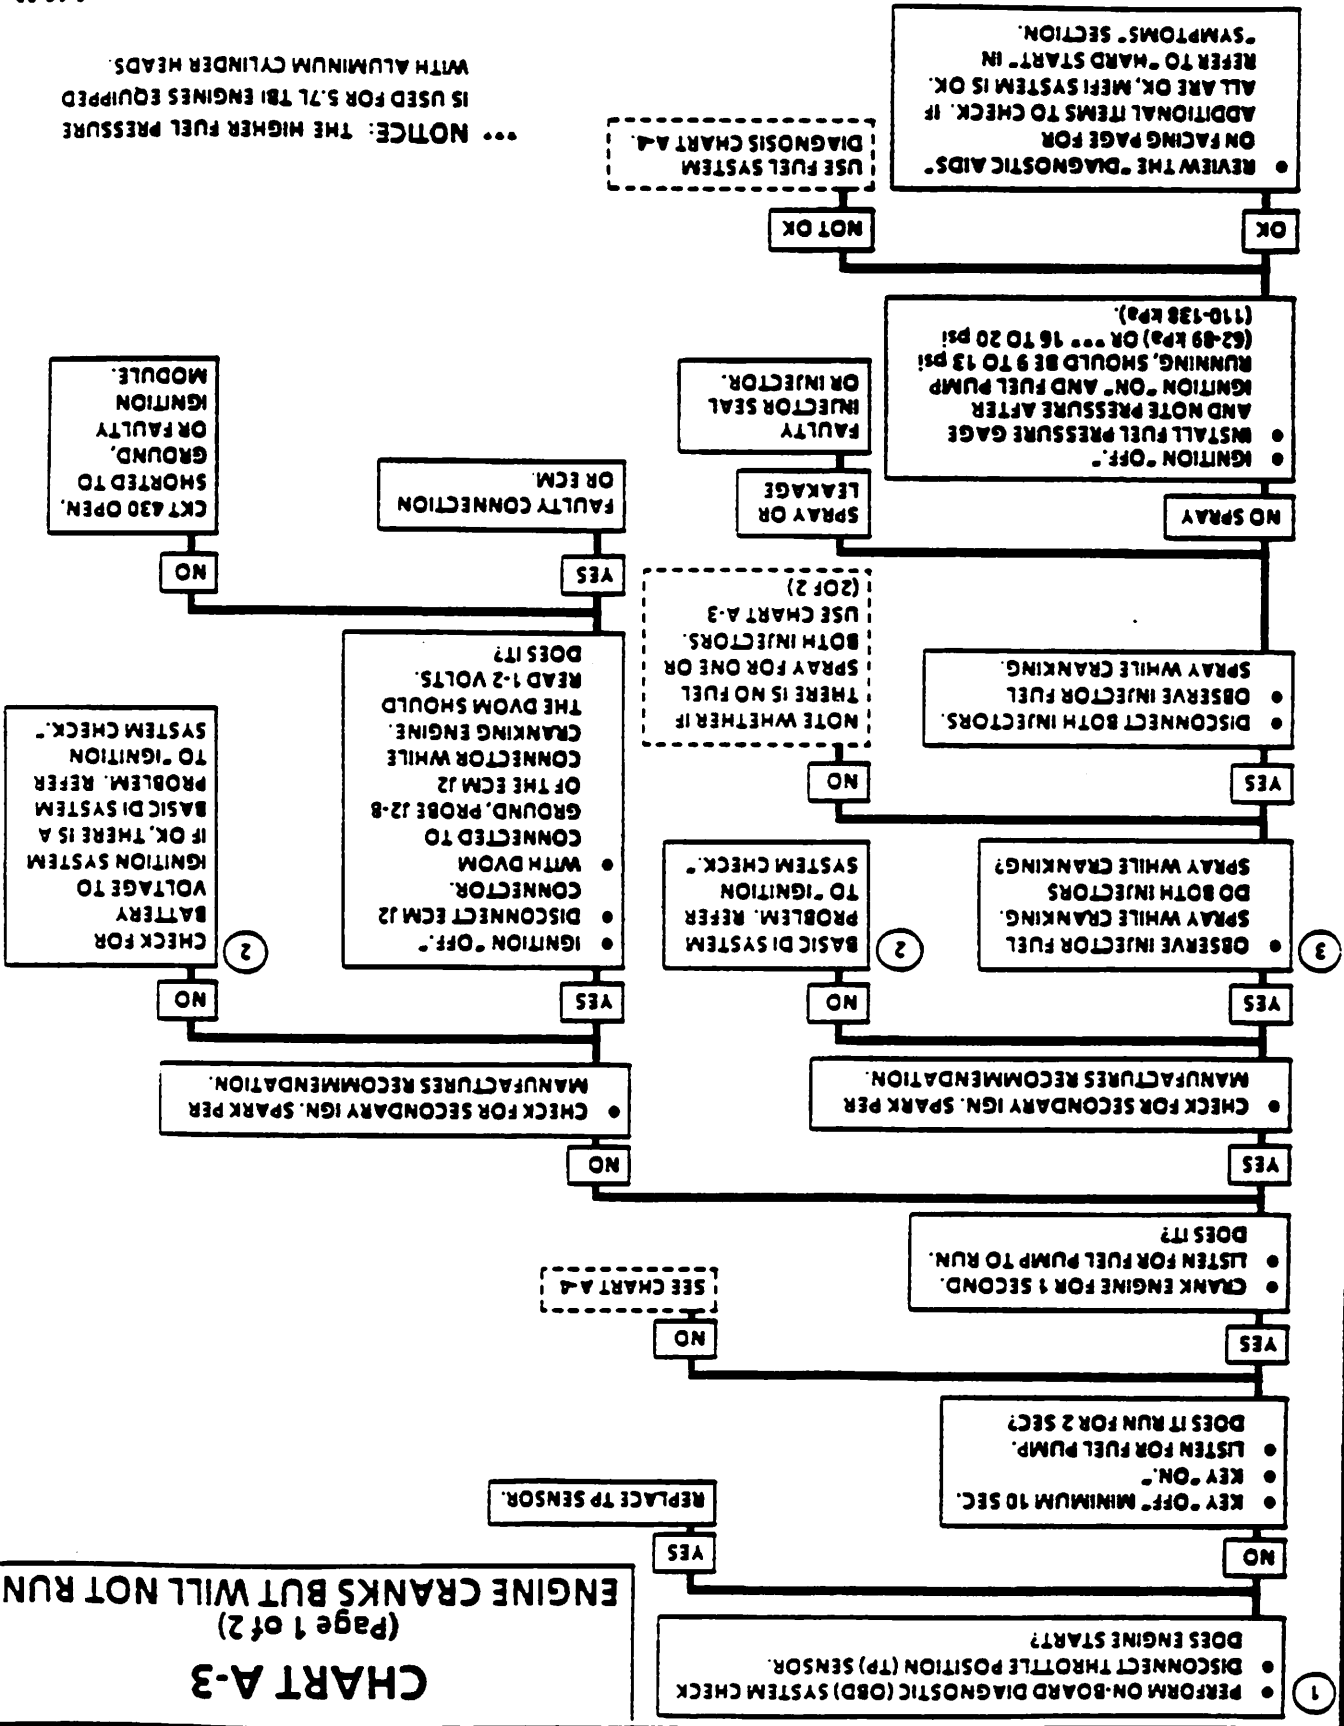 CHART A-3
(Page 1 of 2)
ENGINE CRANKS BUT WILL NOT RUN
1
• PERFORM ON-BOARD DIAGNOSTIC (OBD) SYSTEM CHECK
• DISCONNECT THROTTLE POSITION (TP) SENSOR.
DOES ENGINE START?
NO
YES
REPLACE TP SENSOR.
• KEY "OFF" MINIMUM 10 SEC.
• KEY "ON."
• LISTEN FOR FUEL PUMP.
DOES IT RUN FOR 2 SEC?
YES
NO
SEE CHART A-4
• CRANK ENGINE FOR 1 SECOND.
• LISTEN FOR FUEL PUMP TO RUN.
DOES IT?
YES
NO
• CHECK FOR SECONDARY IGN. SPARK PER
MANUFACTURES RECOMMENDATION.
• CHECK FOR SECONDARY IGN. SPARK PER
MANUFACTURES RECOMMENDATION.
YES
NO
YES
NO
3
• OBSERVE INJECTOR FUEL
SPRAY WHILE CRANKING.
DO BOTH INJECTORS
SPRAY WHILE CRANKING?
2
BASIC DI SYSTEM
PROBLEM. REFER
TO "IGNITION
SYSTEM CHECK."
• IGNITION "OFF."
• DISCONNECT ECM J2
CONNECTOR.
• WITH DVOM
CONNECTED TO
GROUND, PROBE J2-8
OF THE ECM J2
CONNECTOR WHILE
CRANKING ENGINE.
THE DVOM SHOULD
READ 1-2 VOLTS.
DOES IT?
2
CHECK FOR
BATTERY
VOLTAGE TO
IGNITION SYSTEM
IF OK, THERE IS A
BASIC DI SYSTEM
PROBLEM. REFER
TO "IGNITION
SYSTEM CHECK."
YES
NO
• DISCONNECT BOTH INJECTORS.
• OBSERVE INJECTOR FUEL
SPRAY WHILE CRANKING.
NOTE WHETHER IF
THERE IS NO FUEL
SPRAY FOR ONE OR
BOTH INJECTORS.
USE CHART A-3
(2 OF 2)
YES
NO
FAULTY CONNECTION
OR ECM.
CKT 430 OPEN,
SHORTED TO
GROUND,
OR FAULTY
IGNITION
MODULE.
NO SPRAY
SPRAY OR
LEAKAGE
• IGNITION "OFF."
• INSTALL FUEL PRESSURE GAGE
AND NOTE PRESSURE AFTER
IGNITION "ON" AND FUEL PUMP
RUNNING, SHOULD BE 9 TO 13 psi
(62-89 kPa) OR *** 16 TO 20 psi
(110-138 kPa).
FAULTY
INJECTOR SEAL
OR INJECTOR.
OK
NOT OK
• REVIEW THE "DIAGNOSTIC AIDS"
ON FACING PAGE FOR
ADDITIONAL ITEMS TO CHECK. IF
ALL ARE OK, MEFI SYSTEM IS OK.
REFER TO "HARD START" IN
"SYMPTOMS" SECTION.
USE FUEL SYSTEM
DIAGNOSIS CHART A-4.
*** NOTICE: THE HIGHER FUEL PRESSURE
IS USED FOR 5.7L TBI ENGINES EQUIPPED
WITH ALUMINUM CYLINDER HEADS.